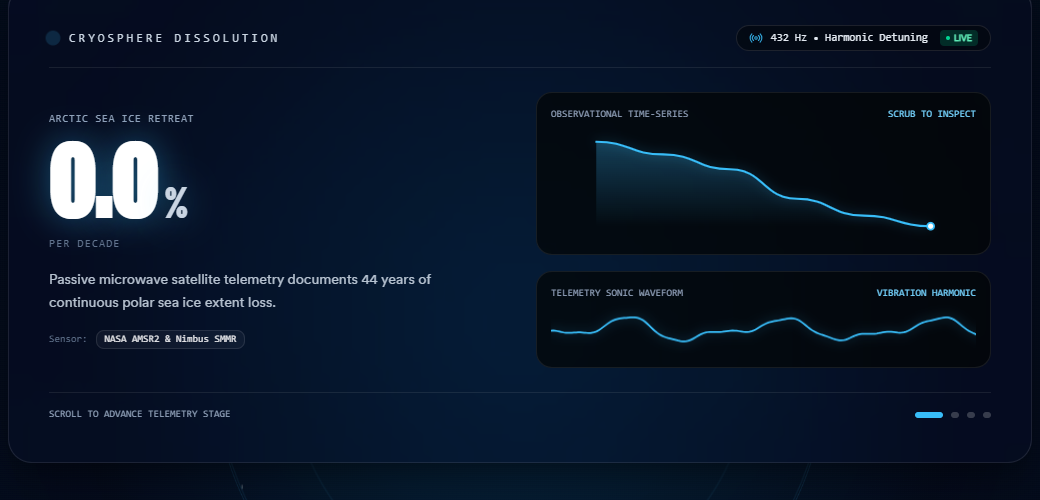 CRYOSPHERE DISSOLUTION
432 Hz • Harmonic Detuning
LIVE
ARCTIC SEA ICE RETREAT
0.0%
PER DECADE
Passive microwave satellite telemetry documents 44 years of
continuous polar sea ice extent loss.
Sensor: NASA AMSR2 & Nimbus SMMR
OBSERVATIONAL TIME-SERIES
SCRUB TO INSPECT
TELEMETRY SONIC WAVEFORM
VIBRATION HARMONIC
SCROLL TO ADVANCE TELEMETRY STAGE